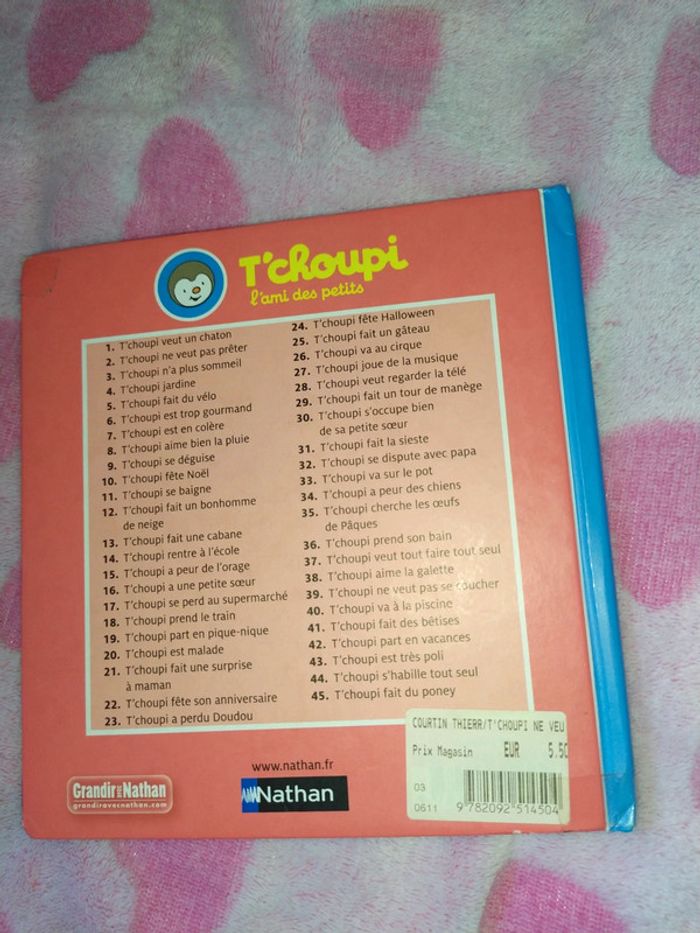 T'choupi
l'ami des petits
1. T'choupi veut un chaton
2. T'choupi ne veut pas prêter
3. T'choupi n'a plus sommeil
4. T'choupi jardine
5. T'choupi fait du vélo
6. T'choupi est trop gourmand
7. T'choupi est en colère
8. T'choupi aime bien la pluie
9. T'choupi se déguise
10. T'choupi fête Noël
11. T'choupi se baigne
12. T'choupi fait un bonhomme
de neige
13. T'choupi fait une cabane
14. T'choupi rentre à l'école
15. T'choupi a peur de l'orage
16. T'choupi a une petite sœur
17. T'choupi se perd au supermarché
18. T'choupi prend le train
19. T'choupi part en pique-nique
20. T'choupi est malade
21. T'choupi fait une surprise
à maman
22. T'choupi fête son anniversaire
23. T'choupi a perdu Doudou
24. T'choupi fête Halloween
25. T'choupi fait un gâteau
26. T'choupi va au cirque
27. T'choupi joue de la musique
28. T'choupi veut regarder la télé
29. T'choupi fait un tour de manège
30. T'choupi s'occupe bien
de sa petite sœur
31. T'choupi fait la sieste
32. T'choupi se dispute avec papa
33. T'choupi va sur le pot
34. T'choupi a peur des chiens
35. T'choupi cherche les œufs
de Pâques
36. T'choupi prend son bain
37. T'choupi veut tout faire tout seul
38. T'choupi aime la galette
39. T'choupi ne veut pas se coucher
40. T'choupi va à la piscine
41. T'choupi fait des bêtises
42. T'choupi part en vacances
43. T'choupi est très poli
44. T'choupi s'habille tout seul
45. T'choupi fait du poney
www.nathan.fr
Grandir avec Nathan
grandiravecnathan.com
Nathan
COURTIN THIERR/T'CHOUPI NE VEU
Prix Magasin EUR 5.50
03
0611
9 782092 514504